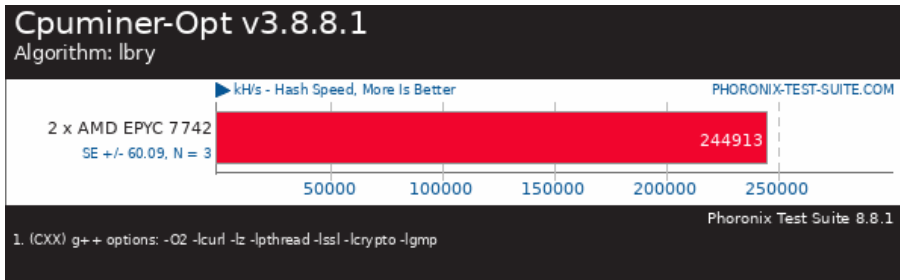 Cpuminer-Opt v3.8.8.1
Algorithm: lbry
kH/s - Hash Speed, More Is Better PHORONIX-TEST-SUITE.COM
2 x AMD EPYC 7742
SE +/- 60.09, N = 3
244913
50000 100000 150000 200000 250000
Phoronix Test Suite 8.8.1
1. (CXX) g++ options: -O2 -lcurl -lz -lpthread -lssl -lcrypto -lgmp